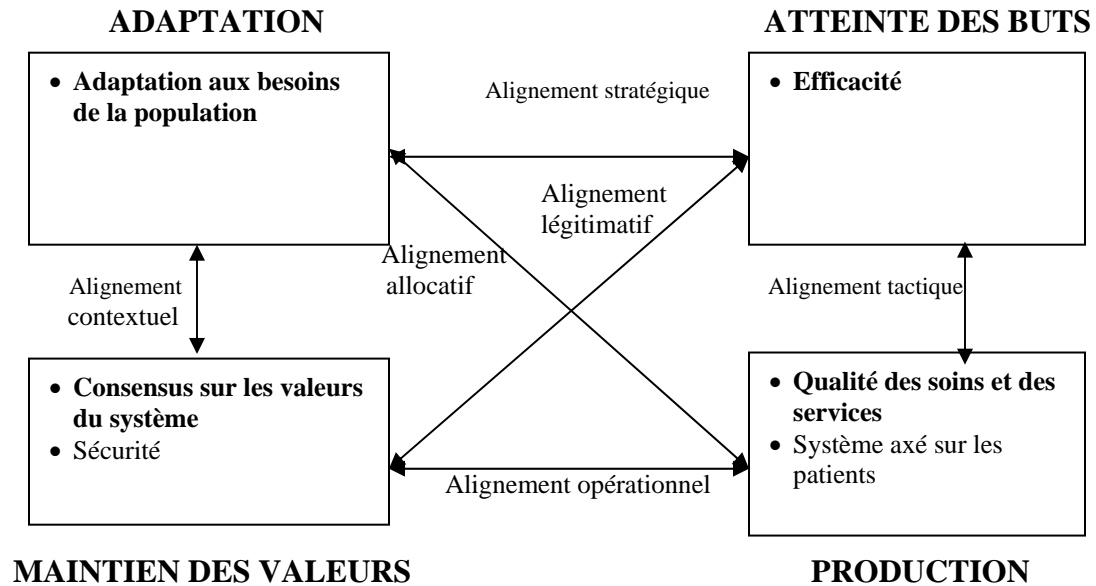 ADAPTATION
ATTEINTE DES BUTS
• Adaptation aux besoins
de la population
Alignement stratégique
• Efficacité
Alignement
légitimatif
Alignement
allocatif
Alignement
contextuel
Alignement tactique
• Consensus sur les valeurs
du système
• Sécurité
• Qualité des soins et des
services
• Système axé sur les
patients
Alignement opérationnel
MAINTIEN DES VALEURS
PRODUCTION